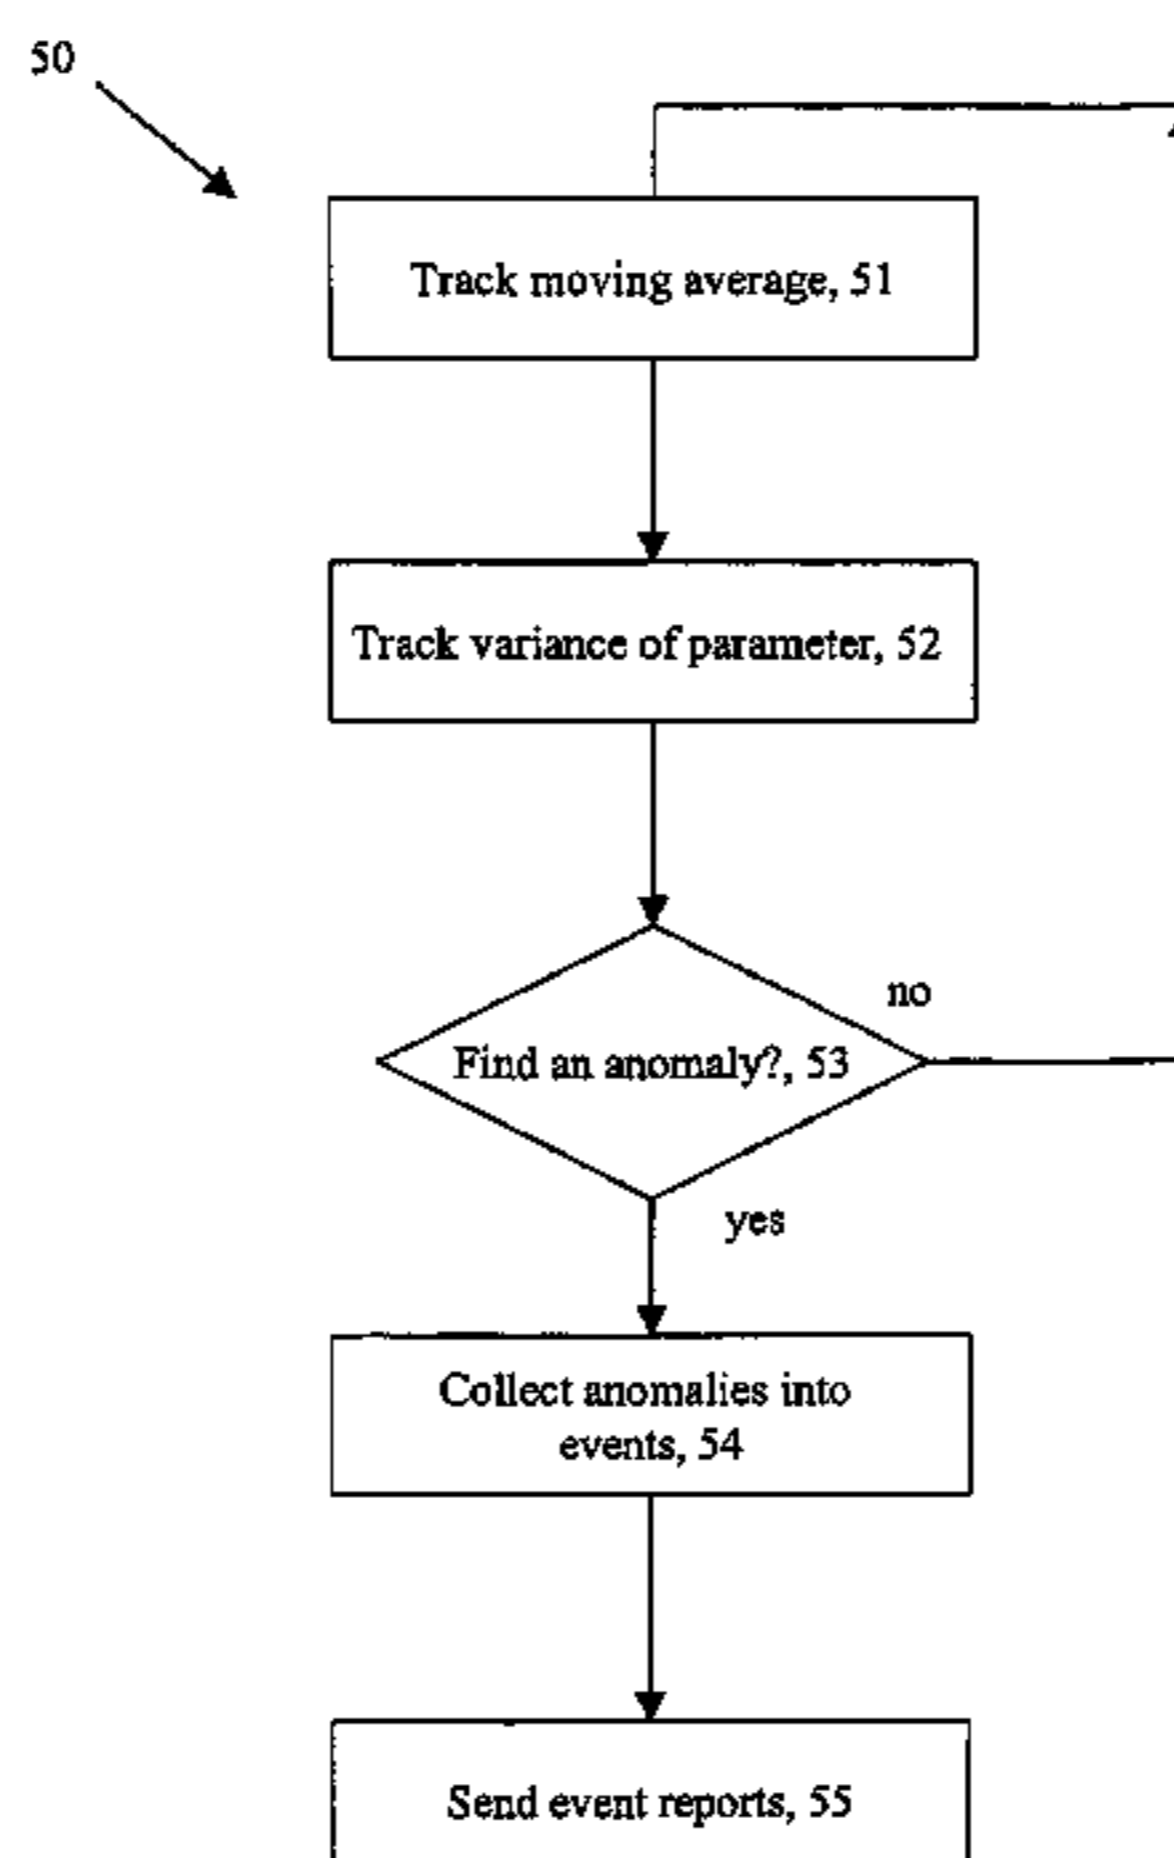 50
Track moving average, 51
Track variance of parameter, 52
no
Find an anomaly?, 53
yes
Collect anomalies into
events, 54
Send event reports, 55